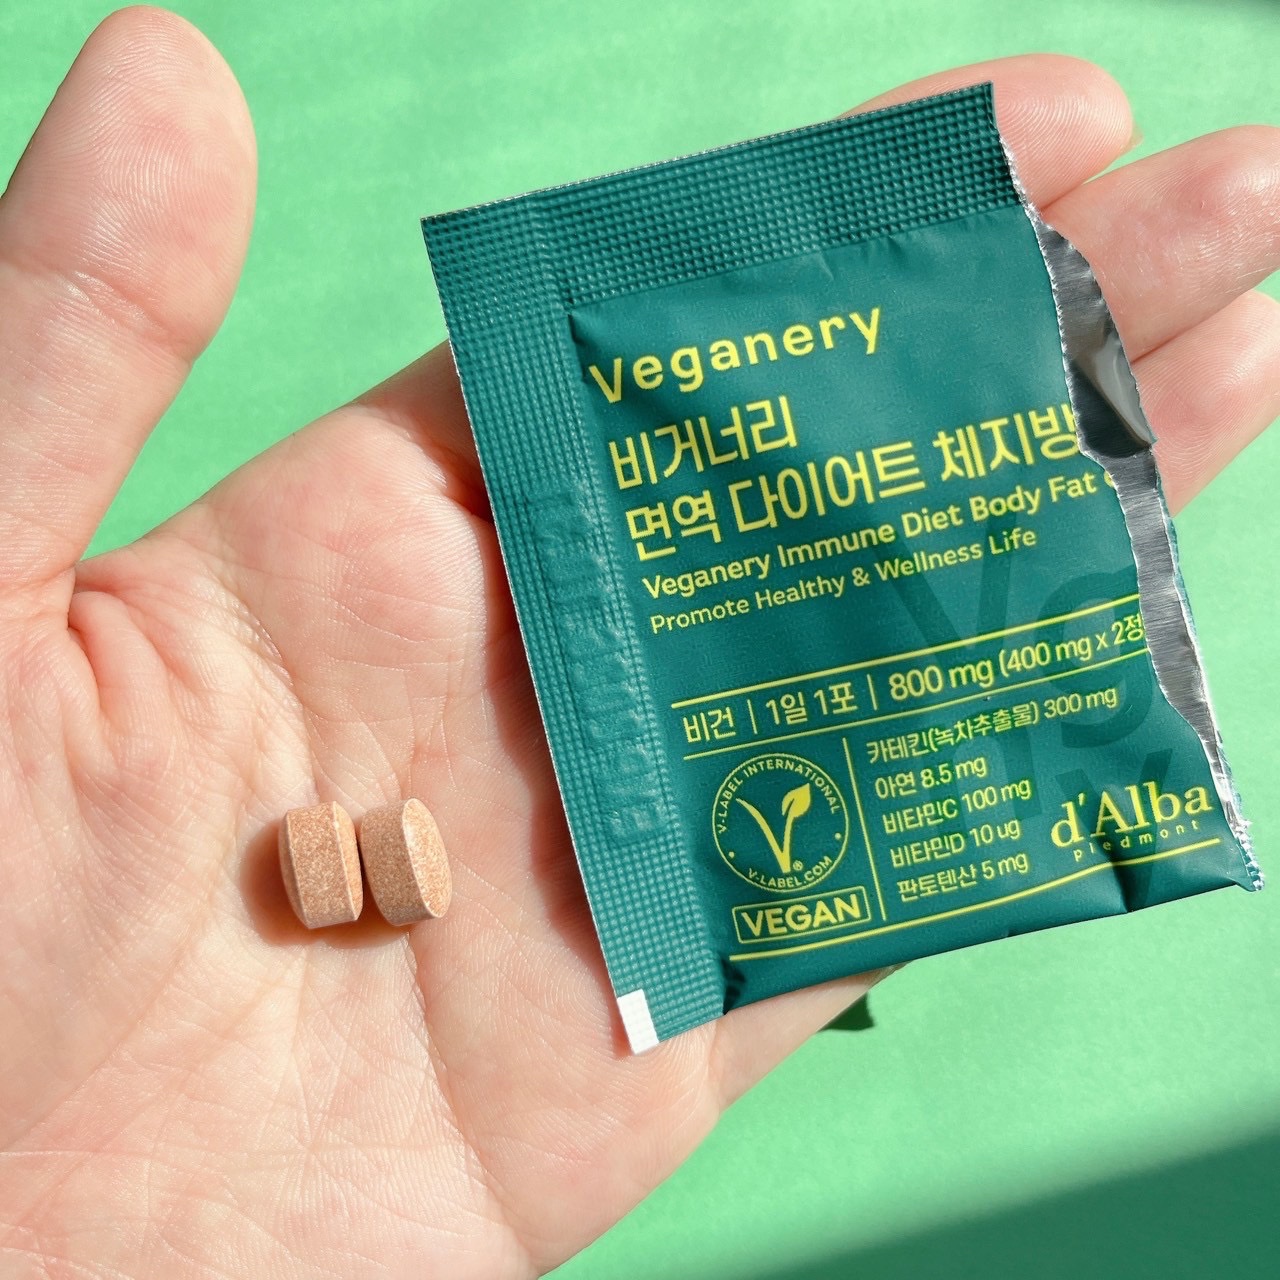 Veganery
비거너리
면역 다이어트 체지방
Veganery Immune Diet Body Fat
Promote Healthy & Wellness Life
비건 | 1일 1포 | 800 mg (400 mg x 2정
카테킨(녹차추출물) 300 mg
아연 8.5 mg
비타민C 100 mg
비타민D 10 ug
판토텐산 5 mg
V-LABEL INTERNATIONAL
V-LABEL.COM
VEGAN
d'Alba
piedmont